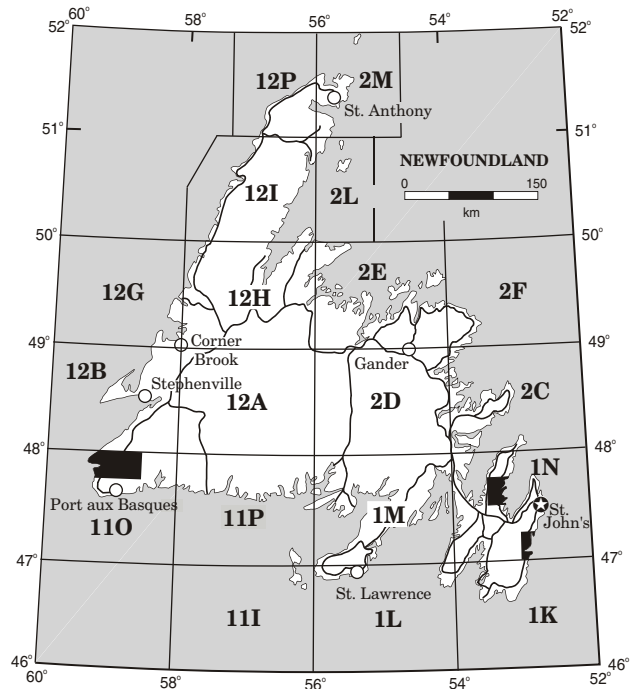 52° 60° 58° 56° 54° 52° 52°
12P 2M
St. Anthony
51° 51°
NEWFOUNDLAND
0 150
km
12I 2L
50° 50°
2E
12G 12H 2F
49° 49°
Corner
Brook
Gander
12B
Stephenville
12A 2D 2C
48° 48°
1N
Port aux Basques
St.
John's
11O 11P 1M
47° 47°
St. Lawrence
11I 1L 1K
46° 46°
60° 58° 56° 54° 52°